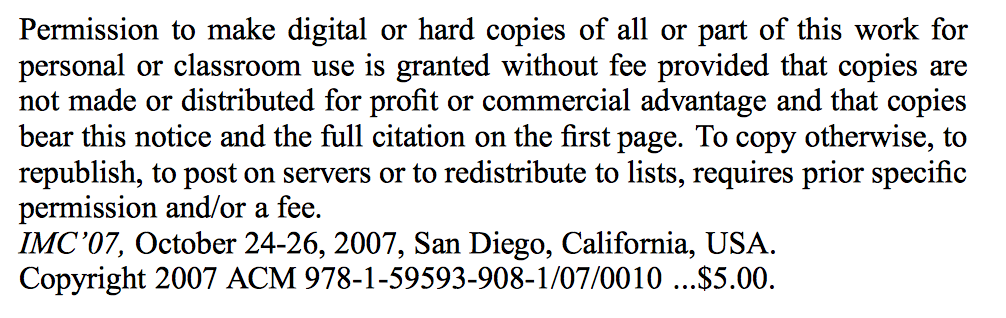 Permission to make digital or hard copies of all or part of this work for
personal or classroom use is granted without fee provided that copies are
not made or distributed for profit or commercial advantage and that copies
bear this notice and the full citation on the first page. To copy otherwise, to
republish, to post on servers or to redistribute to lists, requires prior specific
permission and/or a fee.
IMC’07, October 24-26, 2007, San Diego, California, USA.
Copyright 2007 ACM 978-1-59593-908-1/07/0010 ...$5.00.